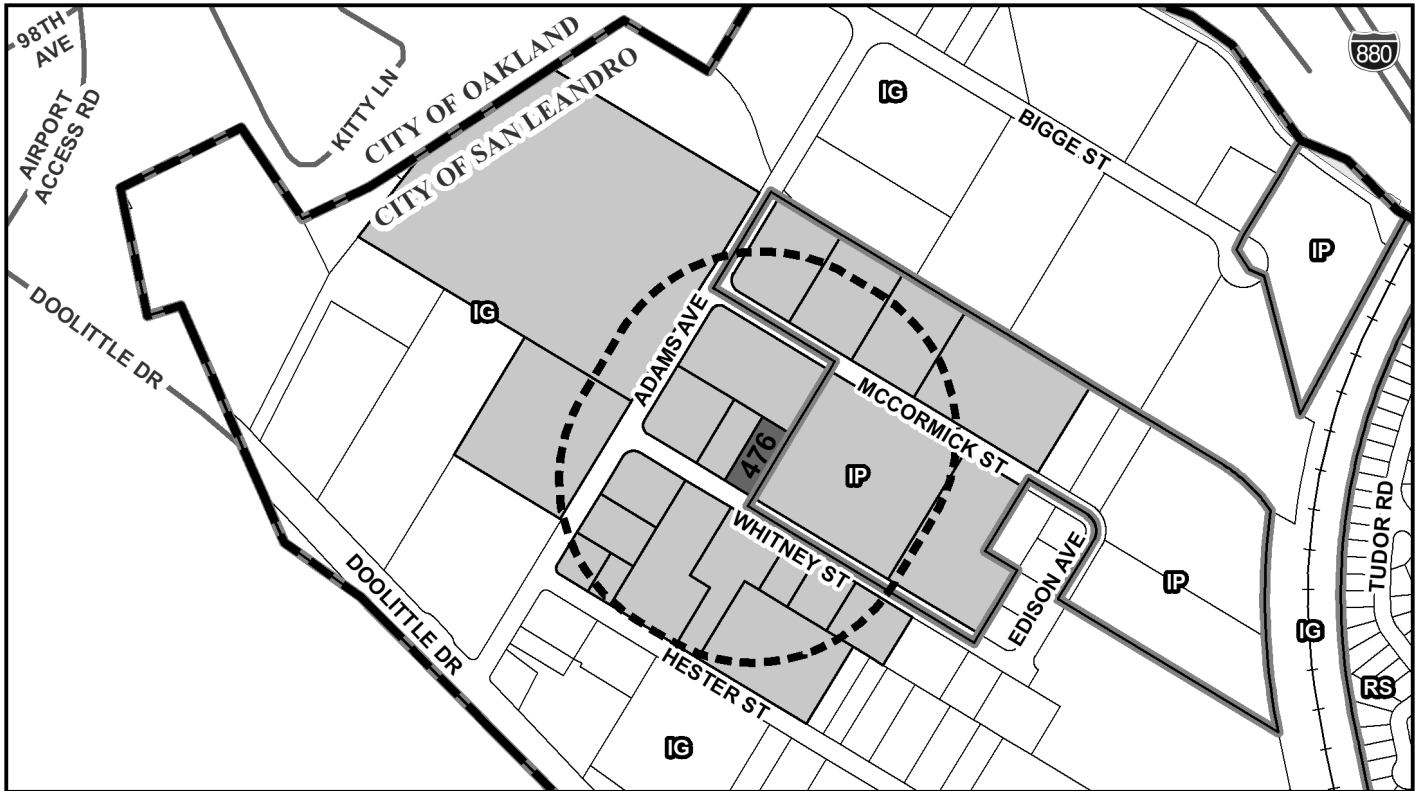 98TH
AVE
AIRPORT
ACCESS RD
KITTY LN
CITY OF OAKLAND
CITY OF SAN LEANDRO
IG
BIGGE ST
880
IP
DOOLITTLE DR
IG
ADAMS AVE
MCCORMICK ST
476
IP
WHITNEY ST
EDISON AVE
IP
TUDOR RD
IG
RS
DOOLITTLE DR
HESTER ST
IG